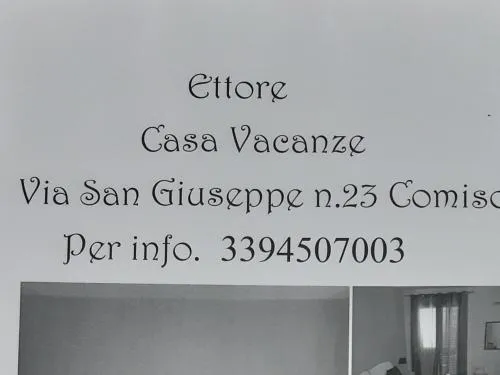 Ettore
Casa Vacanze
Via San Giuseppe n.23 Comiso
Per info. 3394507003